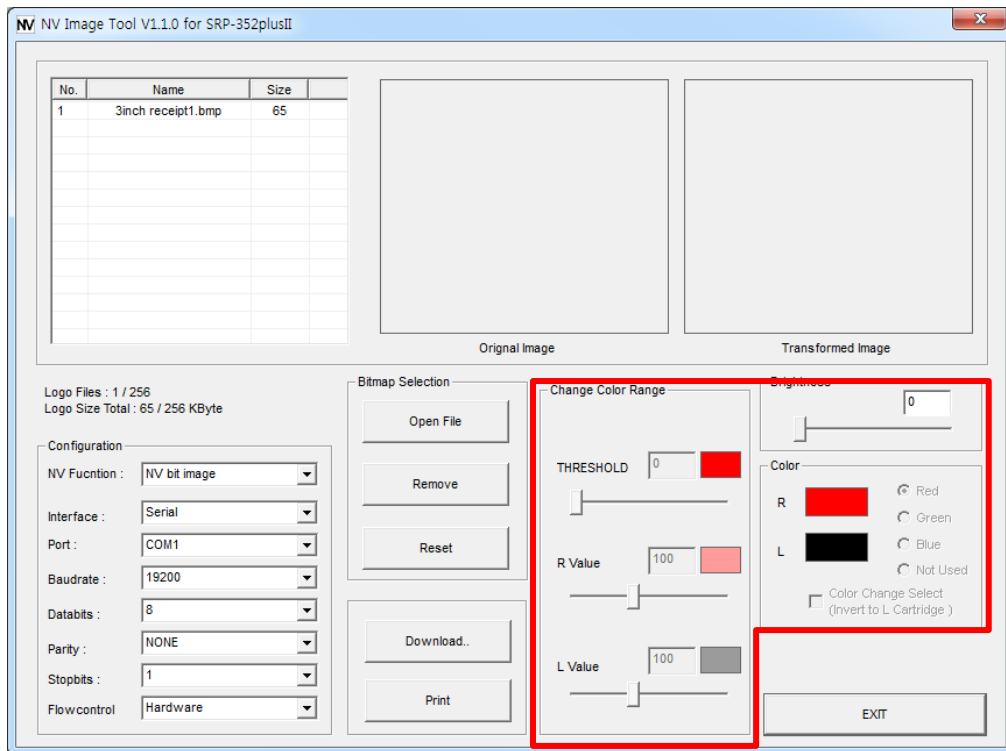 NV NV Image Tool V1.1.0 for SRP-352plusII
No. Name Size
1 3inch receipt1.bmp 65
Orignal Image
Transformed Image
Logo Files : 1 / 256
Logo Size Total : 65 / 256 KByte
Configuration
NV Fucntion : NV bit image
Interface : Serial
Port : COM1
Baudrate : 19200
Databits : 8
Parity : NONE
Stopbits : 1
Flowcontrol Hardware
Bitmap Selection
Open File
Remove
Reset
Download..
Print
Change Color Range
THRESHOLD 0
R Value 100
L Value 100
Brightness
0
Color
R
L
Red
Green
Blue
Not Used
Color Change Select
(Invert to L Cartridge )
EXIT